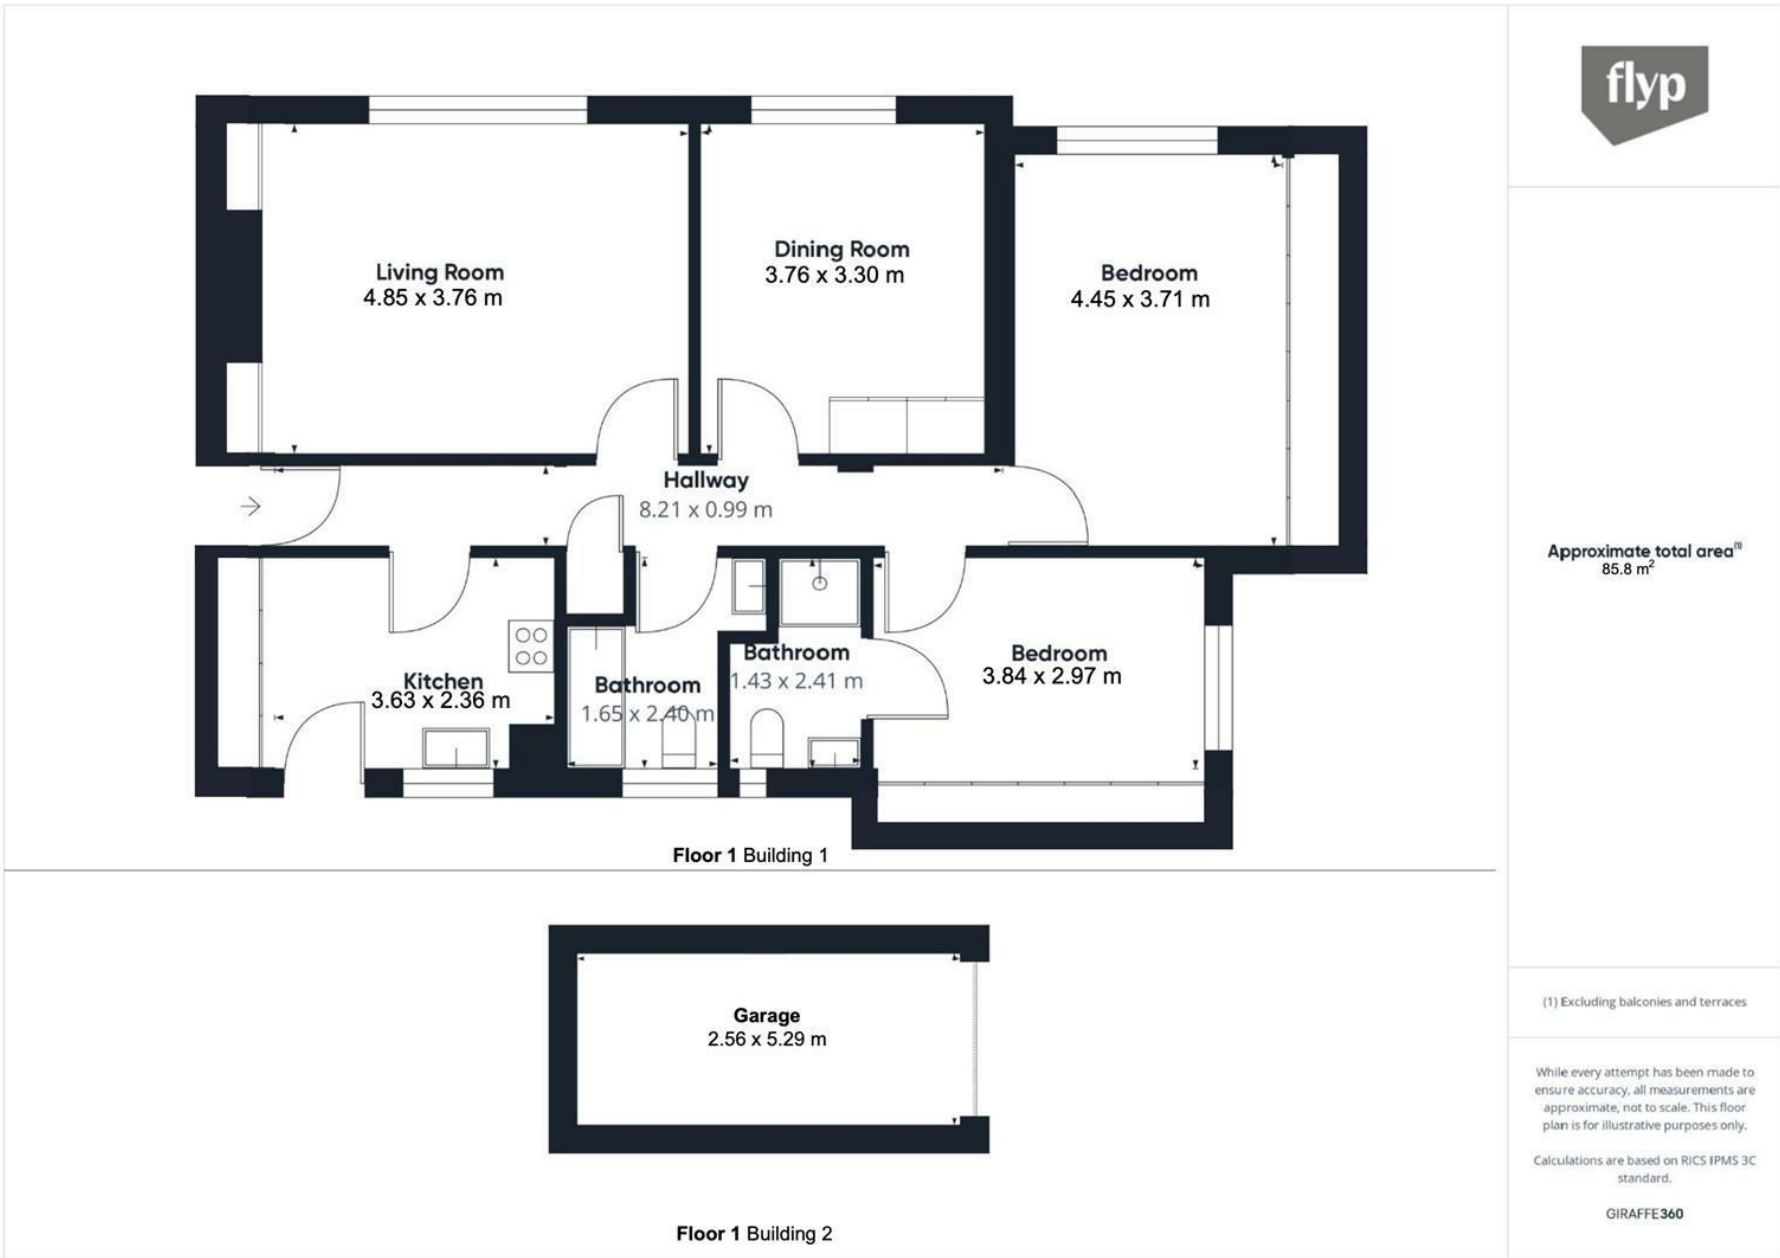 flyp
Living Room
4.85 x 3.76 m
Dining Room
3.76 x 3.30 m
Bedroom
4.45 x 3.71 m
Hallway
8.21 x 0.99 m
Kitchen
3.63 x 2.36 m
Bathroom
1.65 x 2.40 m
Bathroom
1.43 x 2.41 m
Bedroom
3.84 x 2.97 m
Floor 1 Building 1
Garage
2.56 x 5.29 m
Floor 1 Building 2
Approximate total area(1)
85.8 m2
(1) Excluding balconies and terraces
While every attempt has been made to
ensure accuracy, all measurements are
approximate, not to scale. This floor
plan is for illustrative purposes only.
Calculations are based on RICS IPMS 3C
standard.
GIRAFFE360